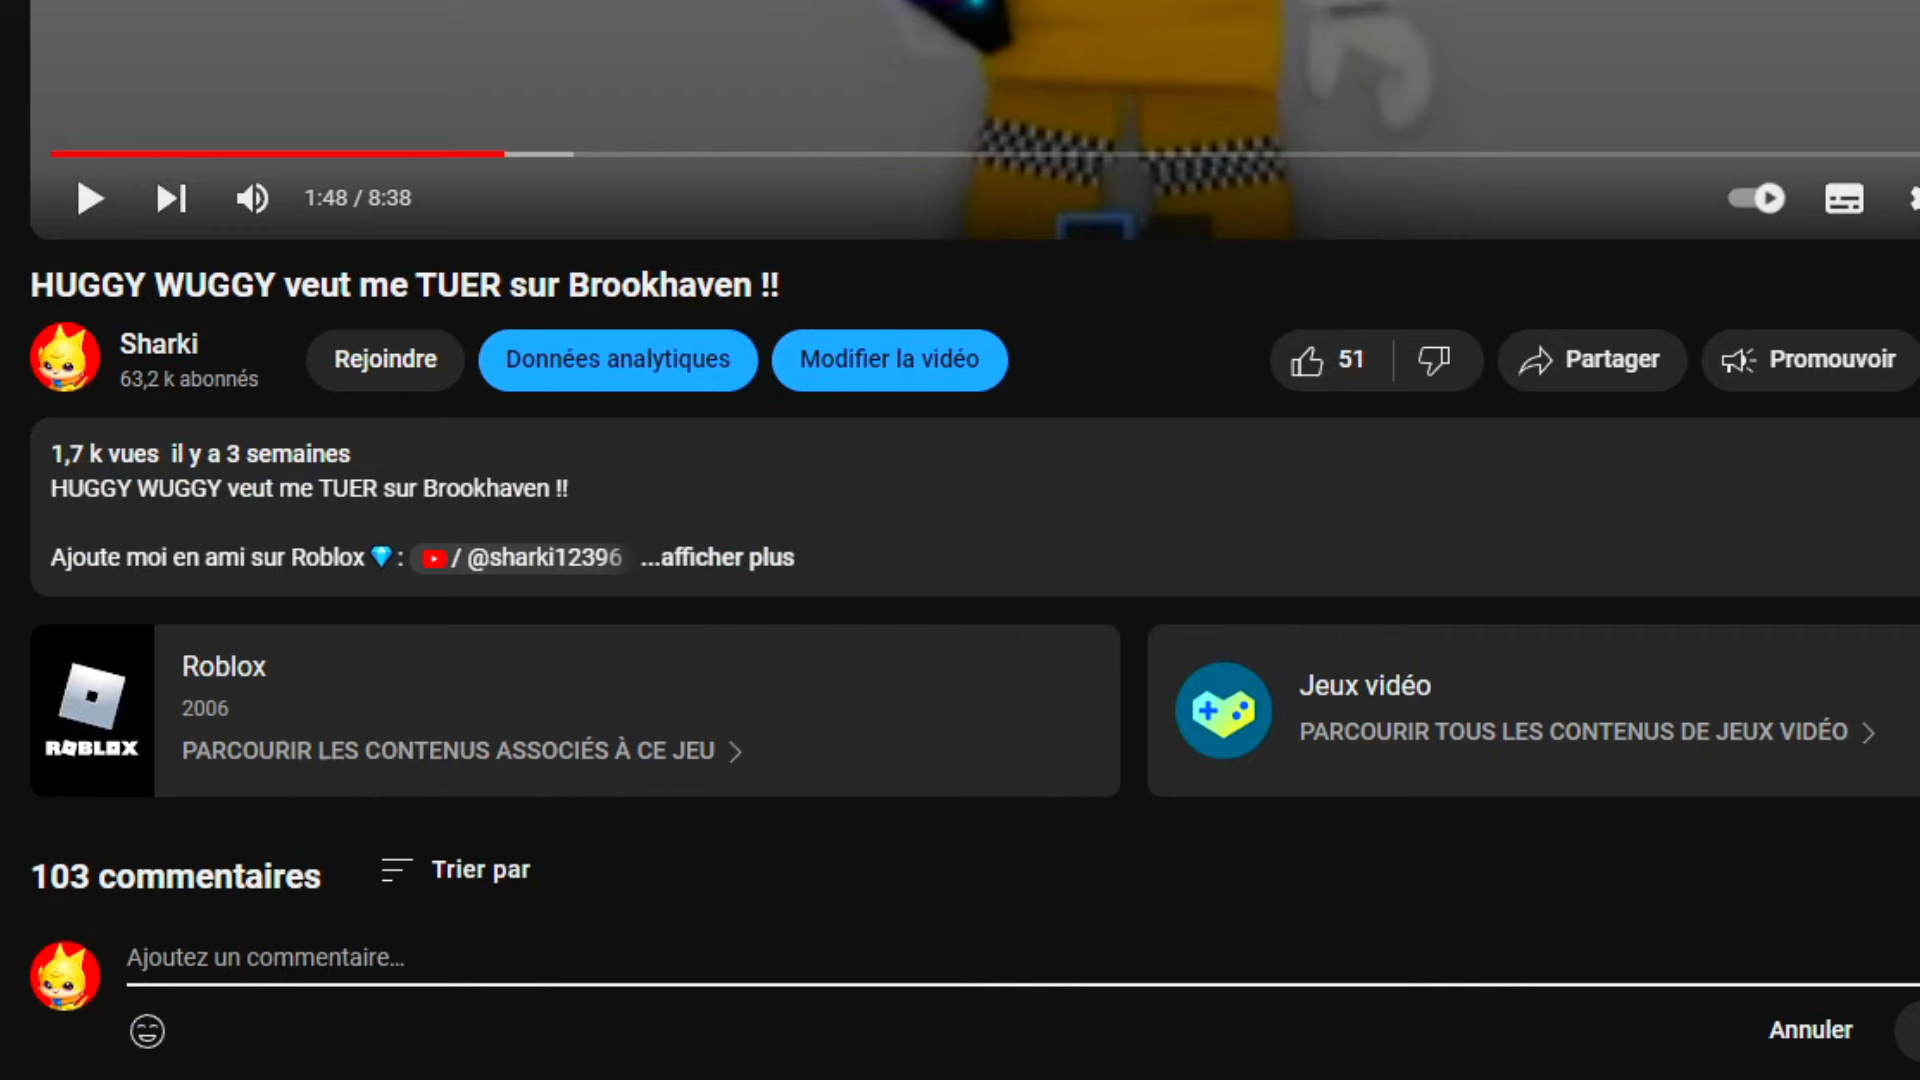 1:48 / 8:38
HUGGY WUGGY veut me TUER sur Brookhaven !!
Sharki
63,2 k abonnés
Rejoindre
Données analytiques
Modifier la vidéo
51
Partager
Promouvoir
1,7 k vues il y a 3 semaines
HUGGY WUGGY veut me TUER sur Brookhaven !!
Ajoute moi en ami sur Roblox💎 : / @sharki12396 ...afficher plus
Roblox
2006
PARCOURIR LES CONTENUS ASSOCIÉS À CE JEU
ROBLOX
Jeux vidéo
PARCOURIR TOUS LES CONTENUS DE JEUX VIDÉO
103 commentaires
Trier par
Ajoutez un commentaire...
Annuler